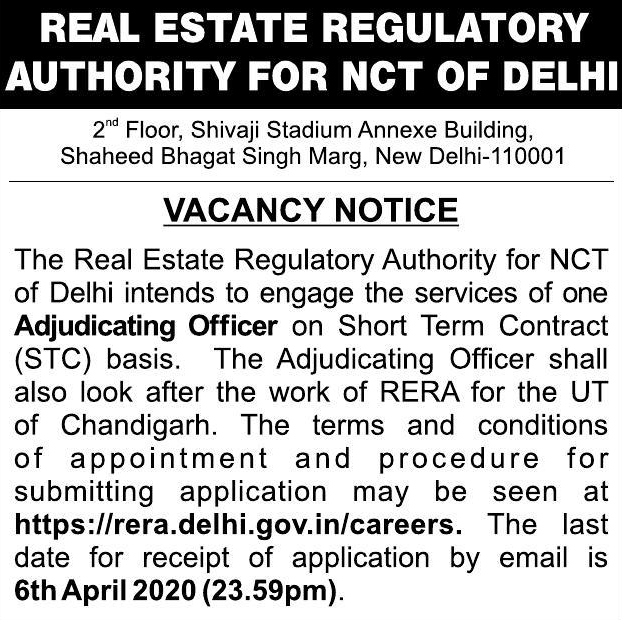 REAL ESTATE REGULATORY
AUTHORITY FOR NCT OF DELHI
2nd Floor, Shivaji Stadium Annexe Building,
Shaheed Bhagat Singh Marg, New Delhi-110001
VACANCY NOTICE
The Real Estate Regulatory Authority for NCT
of Delhi intends to engage the services of one
Adjudicating Officer on Short Term Contract
(STC) basis. The Adjudicating Officer shall
also look after the work of RERA for the UT
of Chandigarh. The terms and conditions
of appointment and procedure for
submitting application may be seen at
https://rera.delhi.gov.in/careers. The last
date for receipt of application by email is
6th April 2020 (23.59pm).